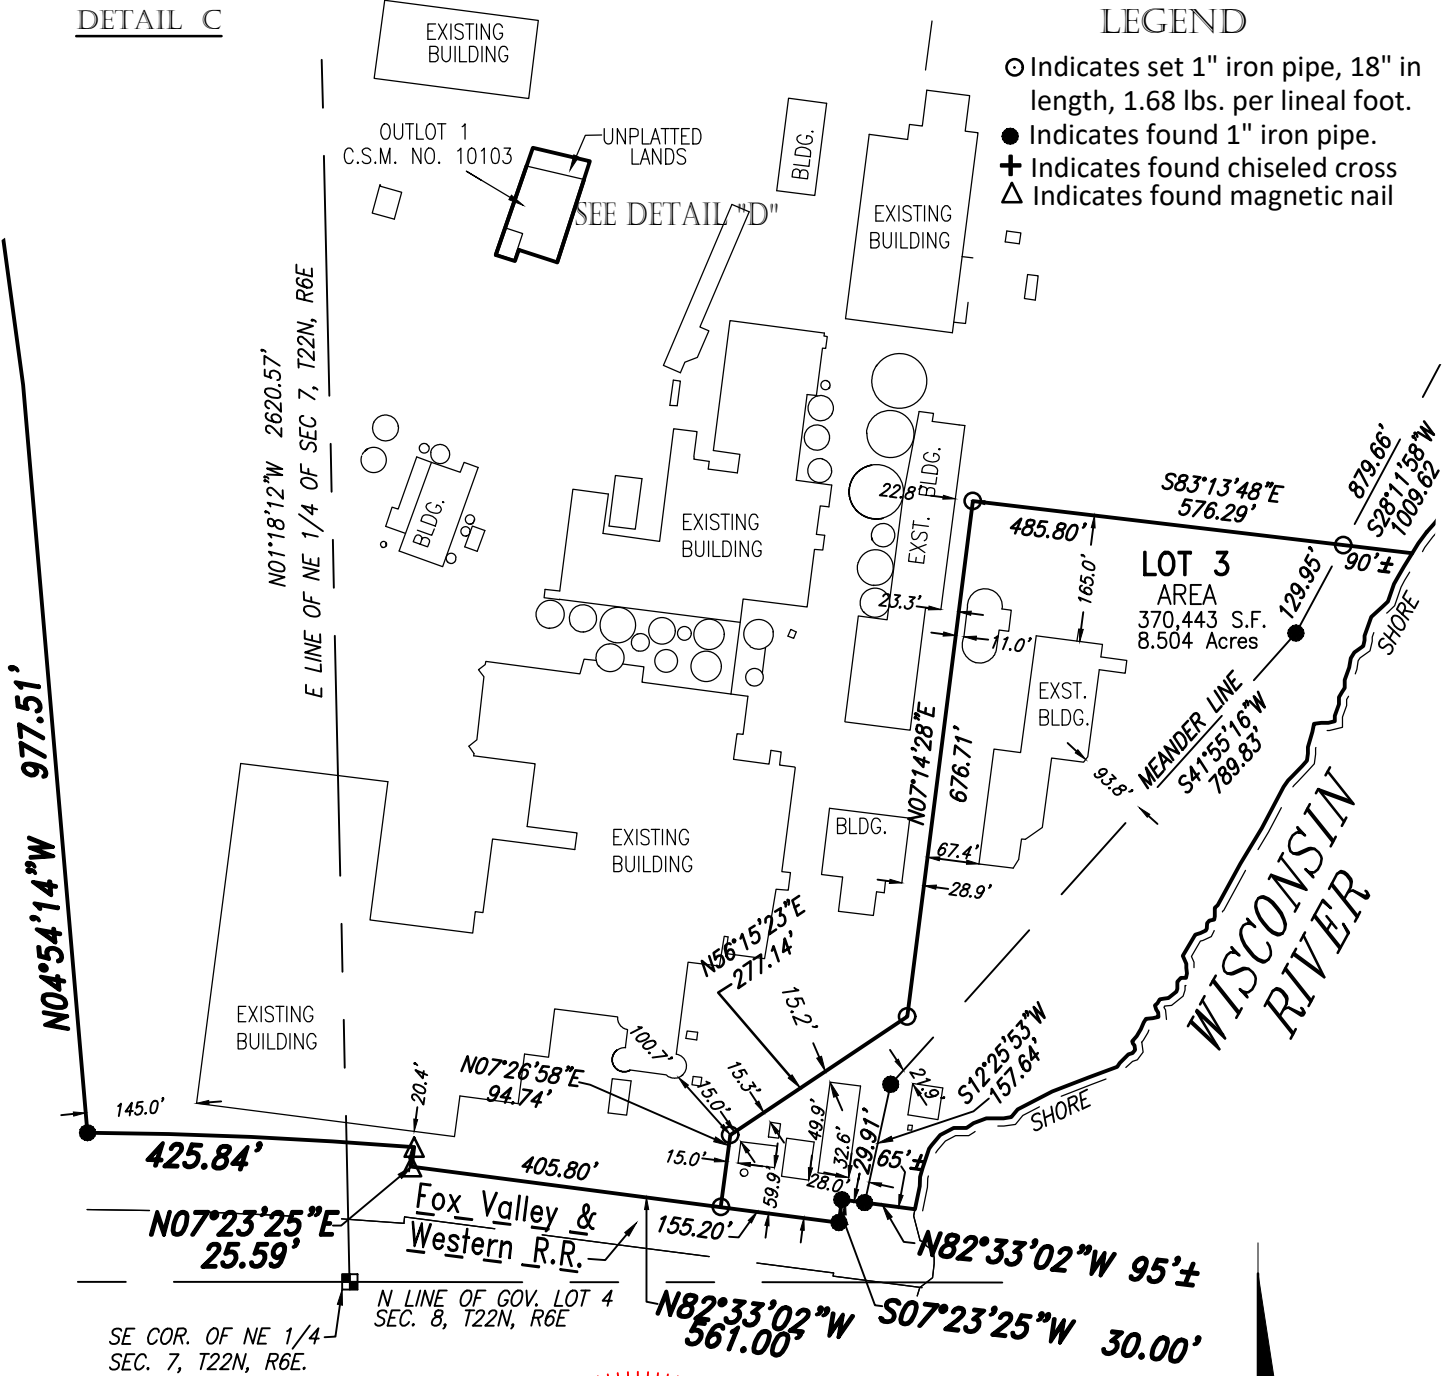 DETAIL C
LEGEND
Indicates set 1" iron pipe, 18" in
length, 1.68 lbs. per lineal foot.
Indicates found 1" iron pipe.
Indicates found chiseled cross
Indicates found magnetic nail
EXISTING
BUILDING
OUTLOT 1
C.S.M. NO. 10103
UNPLATTED
LANDS
SEE DETAIL "D"
BLDG.
EXISTING
BUILDING
N01°18'12"W 2620.57'
E LINE OF NE 1/4 OF SEC 7, T22N, R6E
BLDG.
EXISTING
BUILDING
EXST. BLDG.
22.8'
23.3'
11.0'
S83°13'48"E
576.29'
485.80'
879.66'
S28°11'58"W
1009.62
90'±
129.95'
165.0'
LOT 3
AREA
370,443 S.F.
8.504 Acres
SHORE
EXST.
BLDG.
MEANDER LINE
S41°55'16"W
789.83'
93.8'
N07°14'28"E
676.71'
67.4'
28.9'
BLDG.
EXISTING
BUILDING
WISCONSIN
RIVER
N04°54'14"W 977.51'
EXISTING
BUILDING
N56°15'23"E
277.14'
15.2'
15.3'
100.7'
15.0'
N07°26'58"E
94.74'
20.4'
145.0'
425.84'
405.80'
15.0'
59.9'
49.9'
32.6'
28.0'
29.91'
21.9'
S12°25'53"W
157.64'
65'±
SHORE
155.20'
Fox Valley &
Western R.R.
N07°23'25"E
25.59'
N82°33'02"W 95'±
N LINE OF GOV. LOT 4
SEC. 8, T22N, R6E
N82°33'02"W
561.00'
S07°23'25"W 30.00'
SE COR. OF NE 1/4
SEC. 7, T22N, R6E.